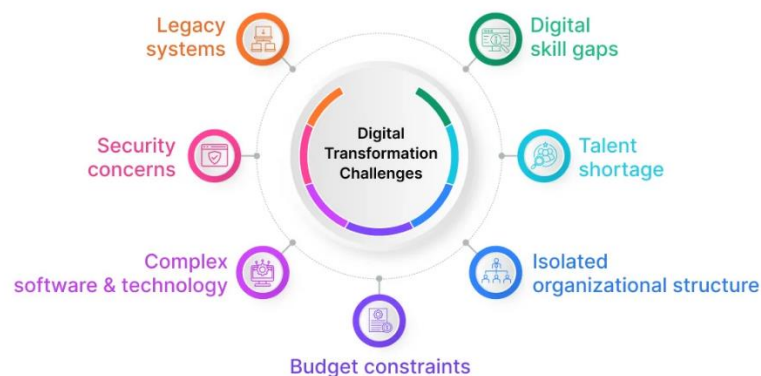 Legacy
systems
Digital
skill gaps
Security
concerns
Digital
Transformation
Challenges
Talent
shortage
Complex
software & technology
Isolated
organizational structure
Budget constraints